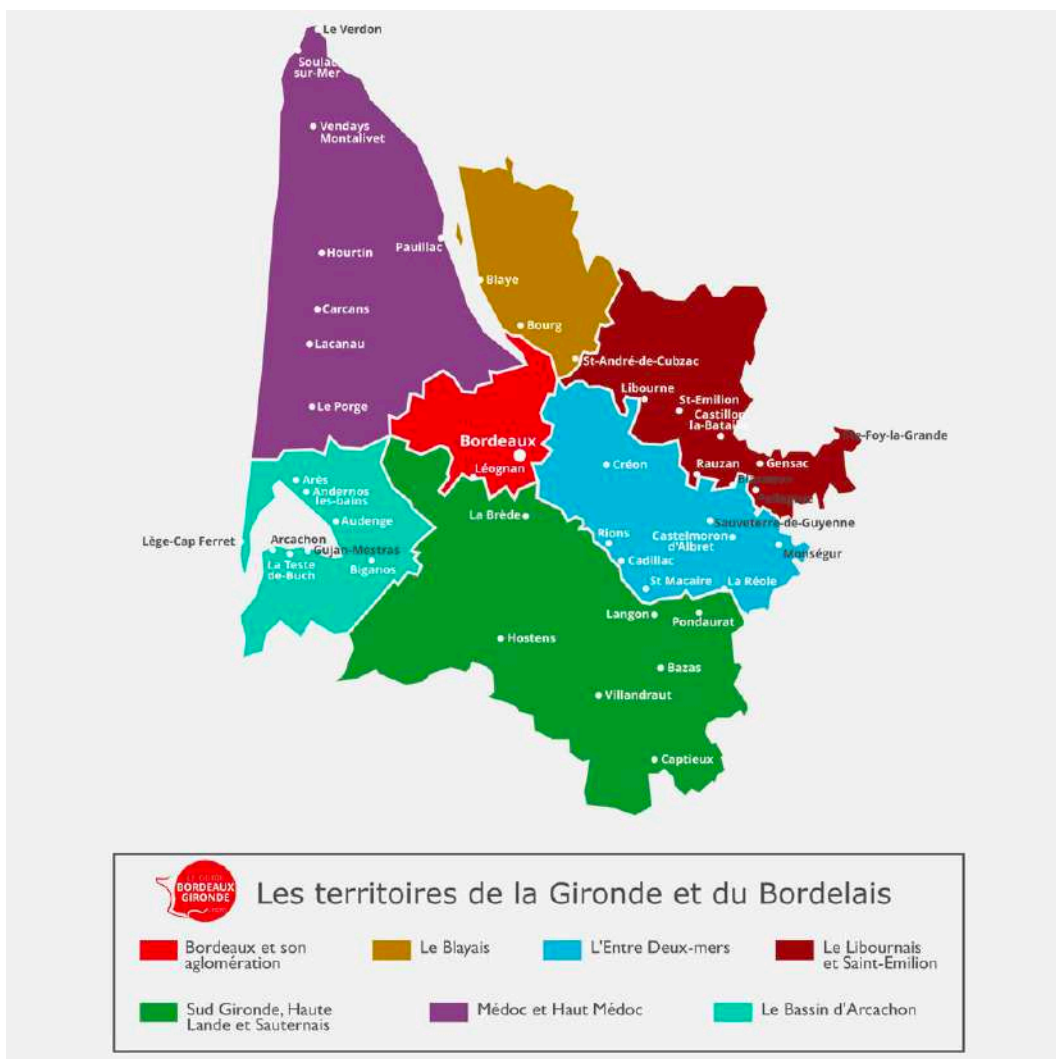 Le Verdon
Soulac
sur-Mer
Vendays
Montalivet
Hourtin
Pauillac
Carcans
Lacanau
Le Porge
Blaye
Bourg
St-André-de-Cubzac
Libourne
St-Emilion
Castillon
la-Bataille
Ste-Foy-la-Grande
Bordeaux
Léognan
Créon
Rauzan
Gensac
Pellegrue
Arès
Andernos
les-bains
Audenge
La Brède
Sauveterre-de-Guyenne
Lège-Cap Ferret
Arcachon
Gujan-Mestras
La Teste
de-Buch
Biganos
Rions
Castelmoron
d'Albret
Monségur
Cadillac
St Macaire
La Réole
Langon
Pondaurat
Hostens
Bazas
Villandraut
Captieux
LE GUIDE
BORDEAUX
GIRONDE
Les territoires de la Gironde et du Bordelais
Bordeaux et son
aglomération
Le Blayais
L'Entre Deux-mers
Le Libournais
et Saint-Emilion
Sud Gironde, Haute
Lande et Sauternais
Médoc et Haut Médoc
Le Bassin d'Arcachon